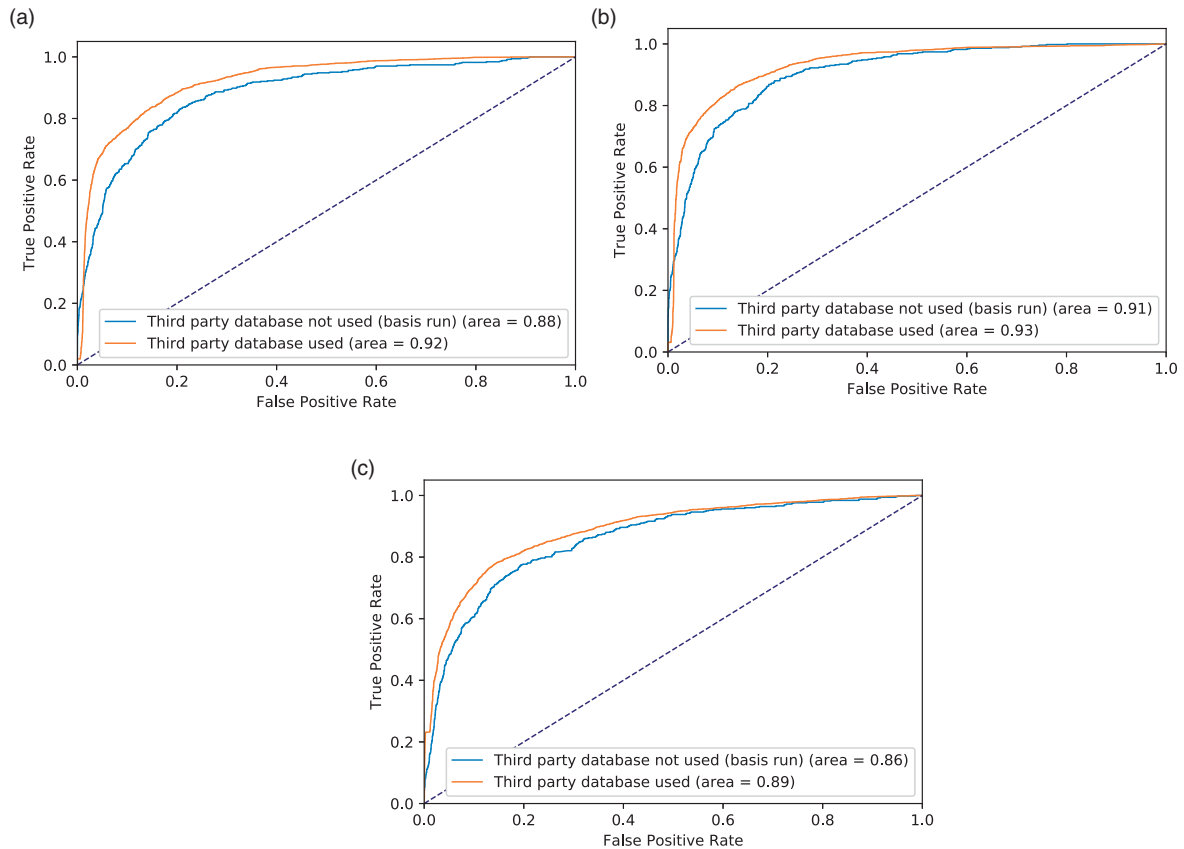 (a)
1.0
0.8
0.6
0.4
0.2
0.0
True Positive Rate
Third party database not used (basis run) (area = 0.88)
Third party database used (area = 0.92)
0.0 0.2 0.4 0.6 0.8 1.0
False Positive Rate
(b)
1.0
0.8
0.6
0.4
0.2
0.0
True Positive Rate
Third party database not used (basis run) (area = 0.91)
Third party database used (area = 0.93)
0.0 0.2 0.4 0.6 0.8 1.0
False Positive Rate
(c)
1.0
0.8
0.6
0.4
0.2
0.0
True Positive Rate
Third party database not used (basis run) (area = 0.86)
Third party database used (area = 0.89)
0.0 0.2 0.4 0.6 0.8 1.0
False Positive Rate